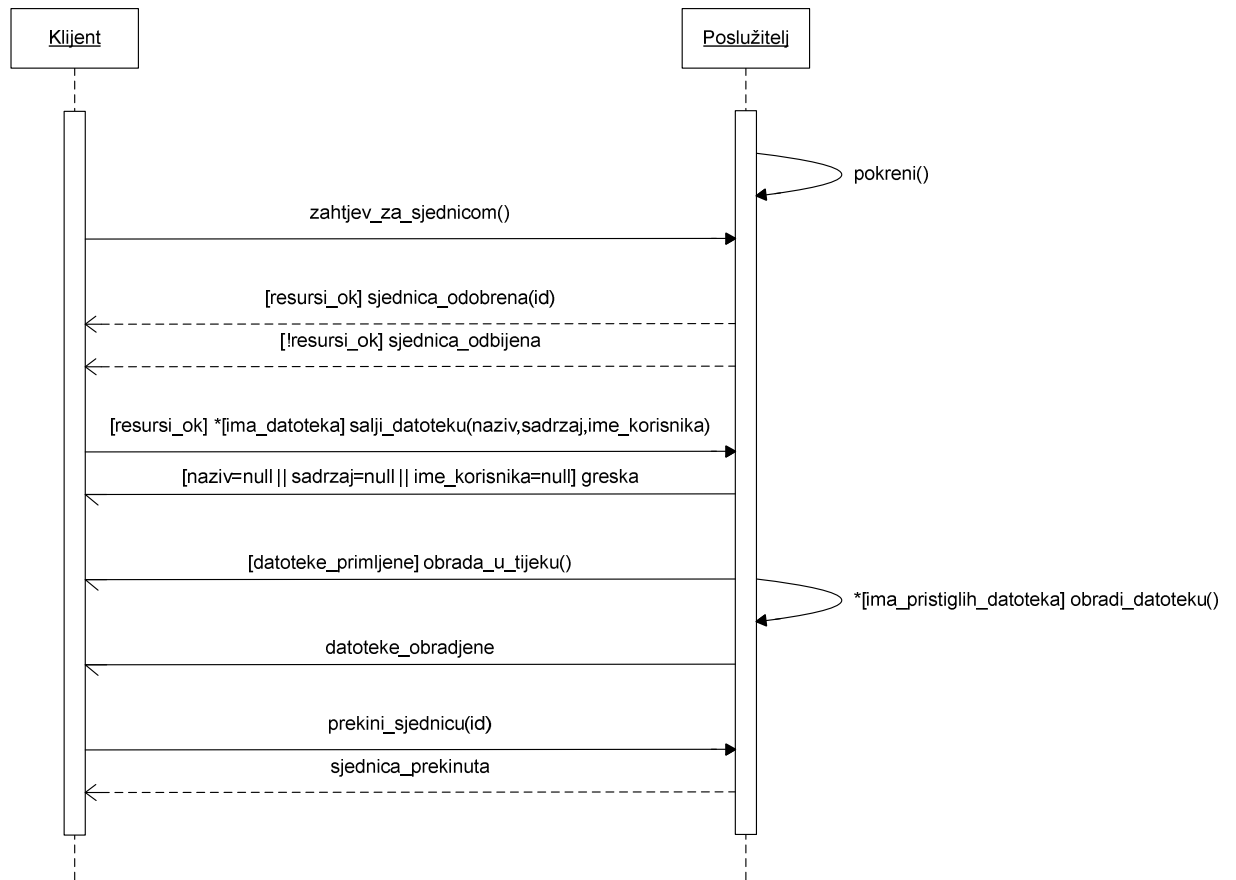 Klijent
Poslužitelj
pokreni()
zahtjev_za_sjednicom()
[resursi_ok] sjednica_odobrena(id)
[!resursi_ok] sjednica_odbijena
[resursi_ok] *[ima_datoteka] salji_datoteku(naziv,sadrzaj,ime_korisnika)
[naziv=null || sadrzaj=null || ime_korisnika=null] greska
[datoteke_primljene] obrada_u_tijeku()
*[ima_pristiglih_datoteka] obradi_datoteku()
datoteke_obradjene
prekini_sjednicu(id)
sjednica_prekinuta